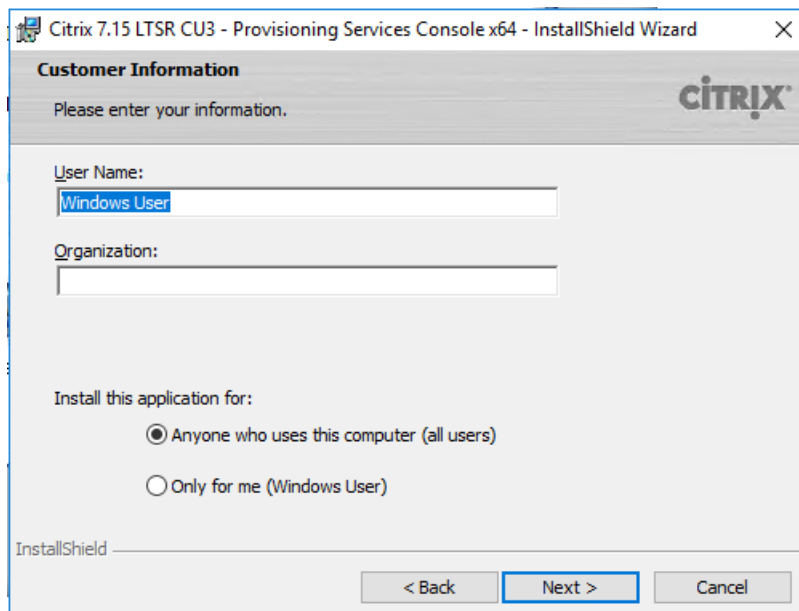 Citrix 7.15 LTSR CU3 - Provisioning Services Console x64 - InstallShield Wizard
Customer Information
Please enter your information.
CİTRIX
User Name:
Windows User
Organization:
Install this application for:
Anyone who uses this computer (all users)
Only for me (Windows User)
InstallShield
< Back Next > Cancel